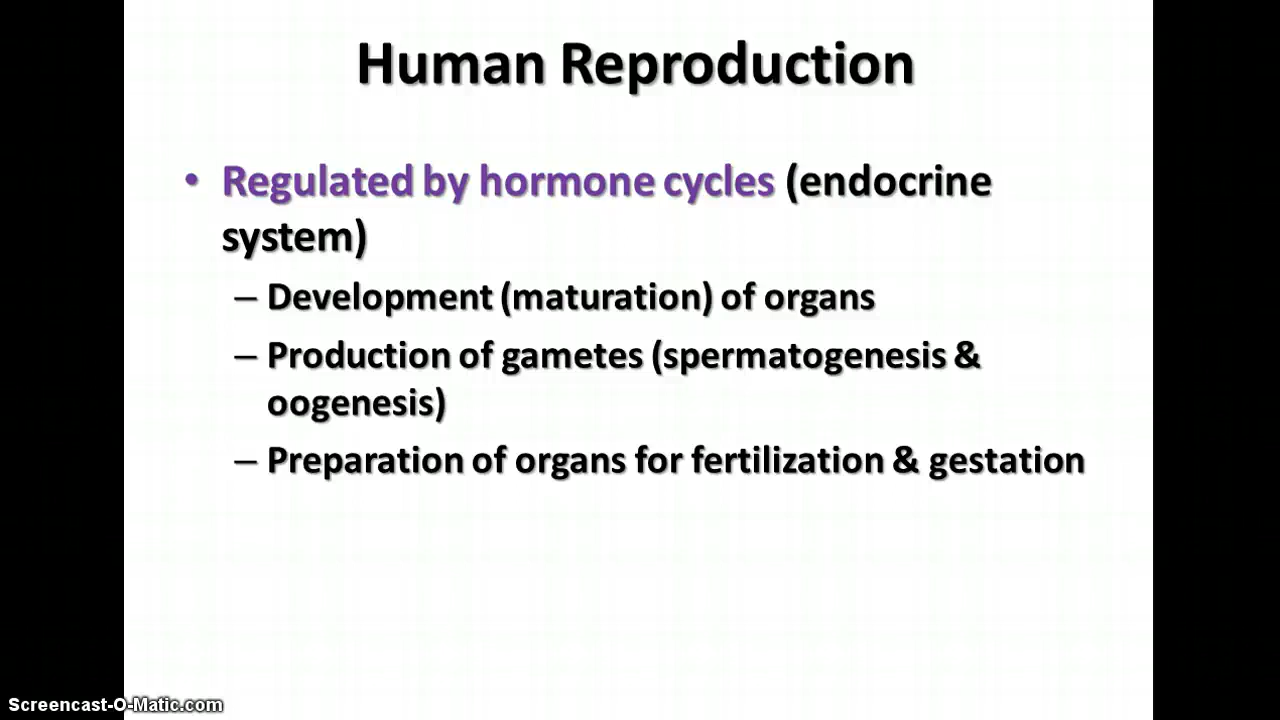 Human Reproduction
• Regulated by hormone cycles (endocrine
system)
– Development (maturation) of organs
– Production of gametes (spermatogenesis &
oogenesis)
– Preparation of organs for fertilization & gestation
Screencast-O-Matic.com